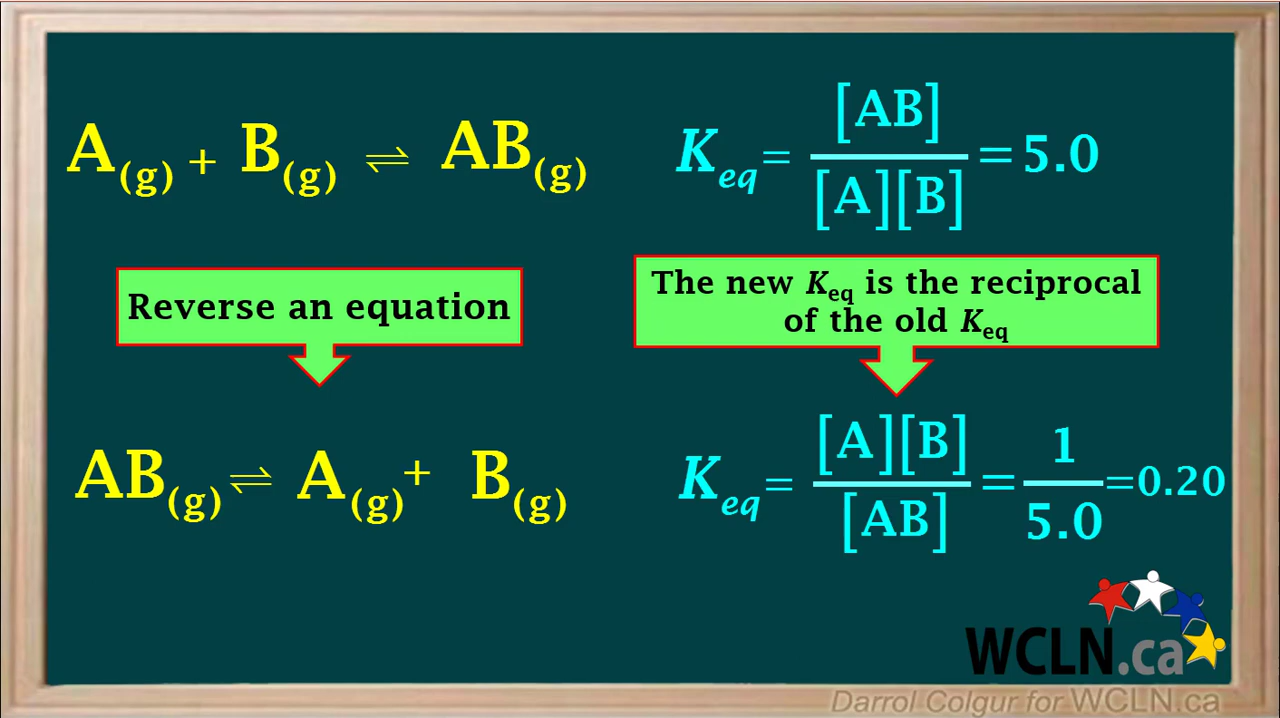 A(g) + B(g) ⇌ AB(g)
Keq = [AB] / [A][B] = 5.0
Reverse an equation
The new Keq is the reciprocal
of the old Keq
AB(g) ⇌ A(g) + B(g)
Keq = [A][B] / [AB] = 1 / 5.0 = 0.20
WCLN.ca
Darrol Colgur for WCLN.ca